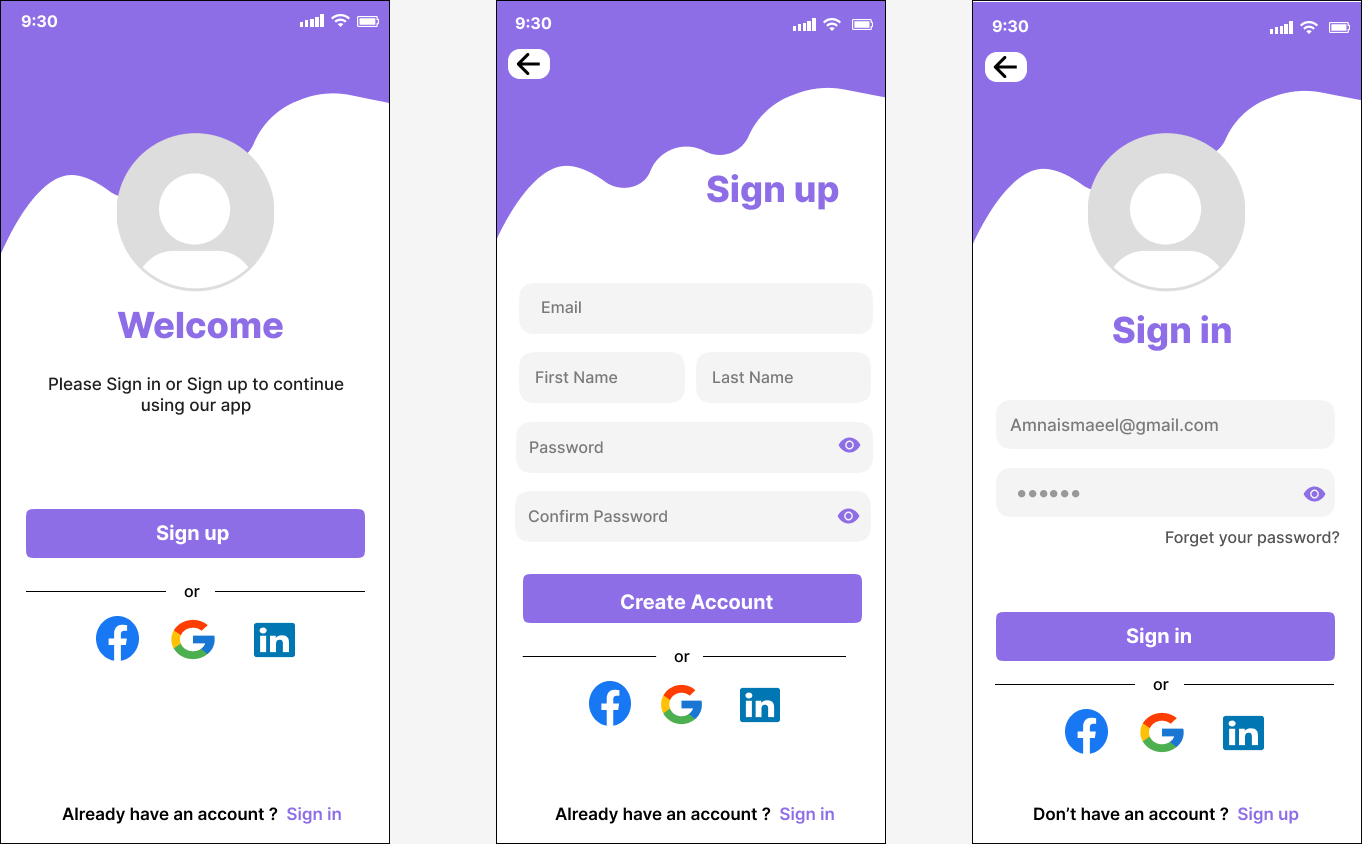 9:30
Welcome
Please Sign in or Sign up to continue
using our app
Sign up
or
in
Already have an account ? Sign in
9:30
Sign up
Email
First Name
Last Name
Password
Confirm Password
Create Account
or
in
Already have an account ? Sign in
9:30
Sign in
Amnaismaeel@gmail.com
Forget your password?
Sign in
or
in
Don’t have an account ? Sign up